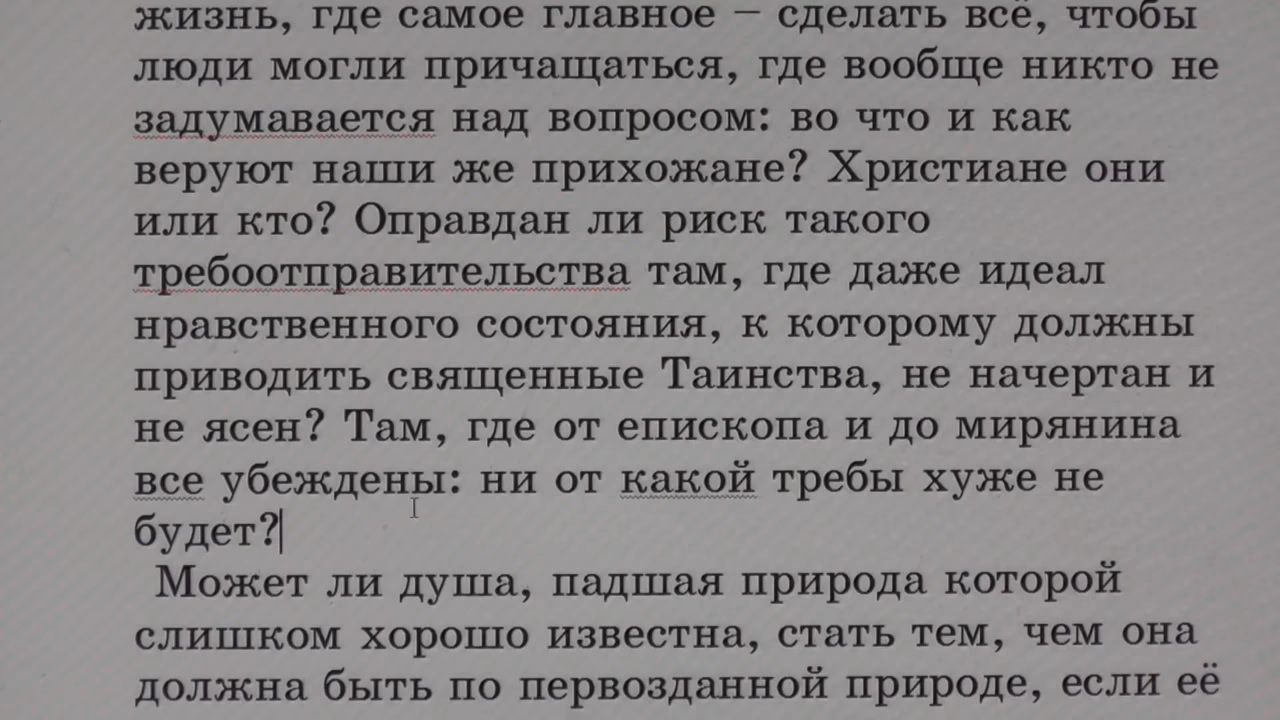 жизнь, где самое главное – сделать всё, чтобы
люди могли причащаться, где вообще никто не
задумавается над вопросом: во что и как
веруют наши же прихожане? Христиане они
или кто? Оправдан ли риск такого
требоотправительства там, где даже идеал
нравственного состояния, к которому должны
приводить священные Таинства, не начертан и
не ясен? Там, где от епископа и до мирянина
все убеждены: ни от какой требы хуже не
будет?
Может ли душа, падшая природа которой
слишком хорошо известна, стать тем, чем она
должна быть по первозданной природе, если её